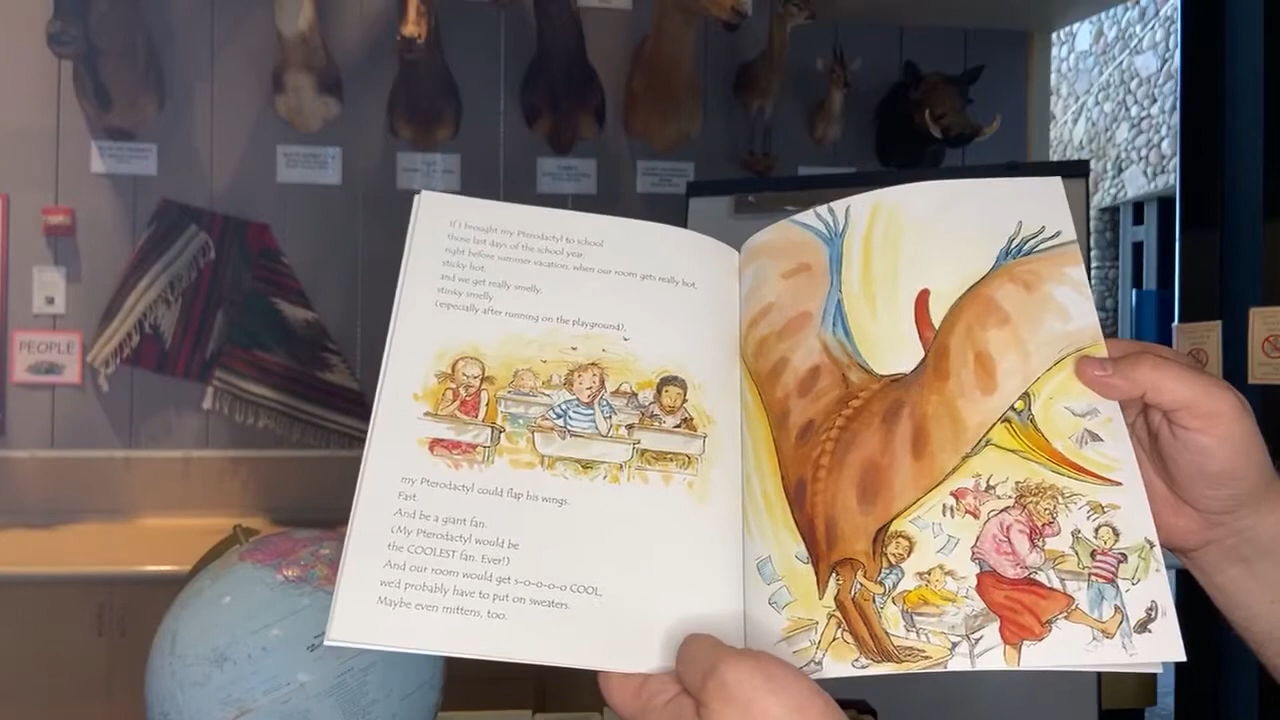 PEOPLE
If I brought my Pterodactyl to school
those last days of the school year,
right before summer vacation, when our room gets really hot,
sticky hot,
and we get really smelly,
stinky smelly
(especially after running on the playground),
my Pterodactyl could flap his wings.
Fast.
And be a giant fan.
(My Pterodactyl would be
the COOLEST fan. Ever!)
And our room would get s-o-o-o-o COOL,
we'd probably have to put on sweaters.
Maybe even mittens, too.